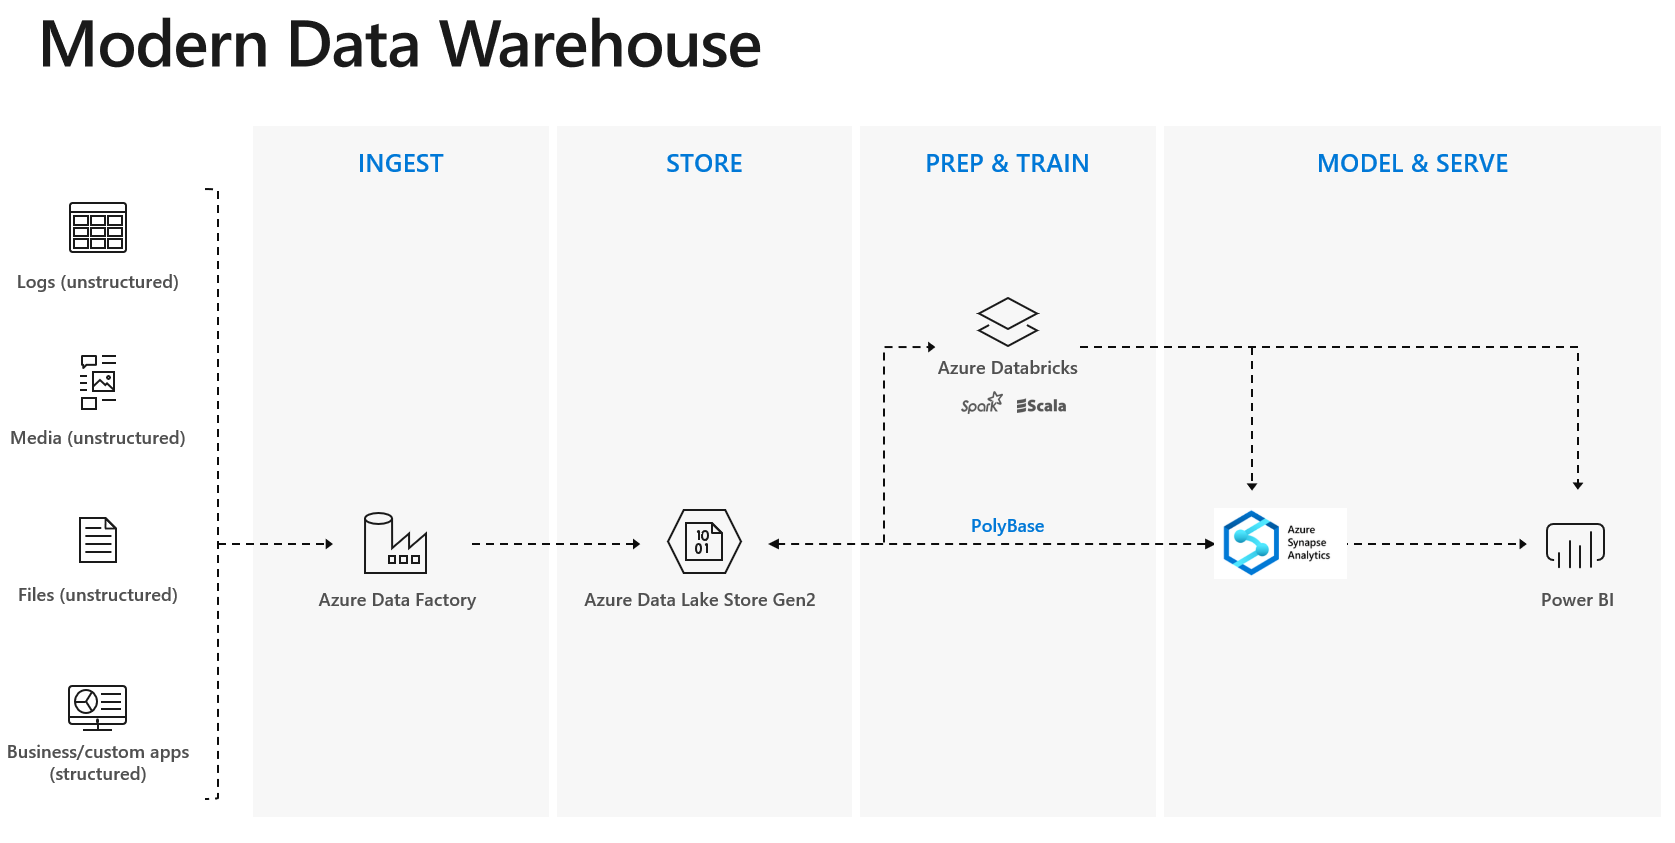 Modern Data Warehouse
INGEST
STORE
PREP & TRAIN
MODEL & SERVE
Logs (unstructured)
Media (unstructured)
Files (unstructured)
Business/custom apps
(structured)
Azure Data Factory
10
01
Azure Data Lake Store Gen2
Azure Databricks
Spark
Scala
PolyBase
Azure
Synapse
Analytics
Power BI